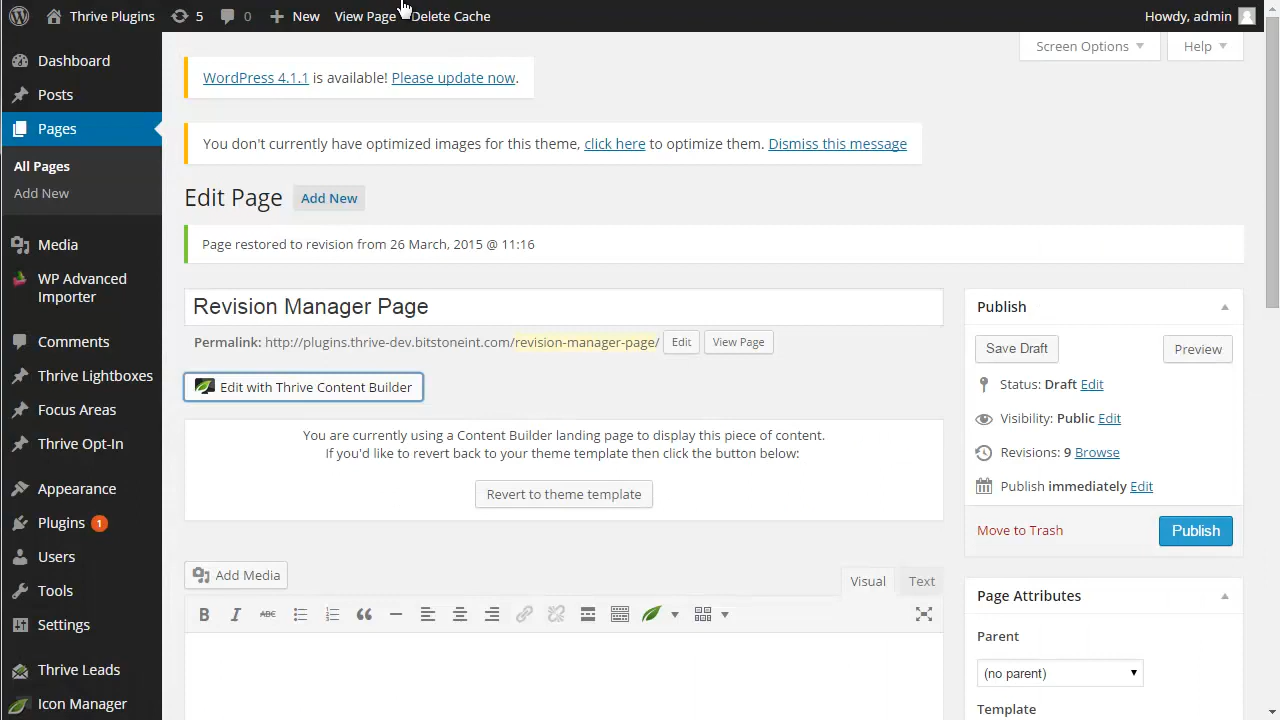 Thrive Plugins 5 0 New View Page Delete Cache Howdy, admin
Screen Options Help
Dashboard
Posts
Pages
All Pages
Add New
Media
WP Advanced
Importer
Comments
Thrive Lightboxes
Focus Areas
Thrive Opt-In
Appearance
Plugins 1
Users
Tools
Settings
Thrive Leads
Icon Manager
WordPress 4.1.1 is available! Please update now.
You don't currently have optimized images for this theme, click here to optimize them. Dismiss this message
Edit Page Add New
Page restored to revision from 26 March, 2015 @ 11:16
Revision Manager Page
Permalink: http://plugins.thrive-dev.bitstoneint.com/revision-manager-page/ Edit View Page
Edit with Thrive Content Builder
You are currently using a Content Builder landing page to display this piece of content.
If you'd like to revert back to your theme template then click the button below:
Revert to theme template
Add Media
Visual Text
B I ABC
Publish
Save Draft Preview
Status: Draft Edit
Visibility: Public Edit
Revisions: 9 Browse
Publish immediately Edit
Move to Trash Publish
Page Attributes
Parent
(no parent)
Template